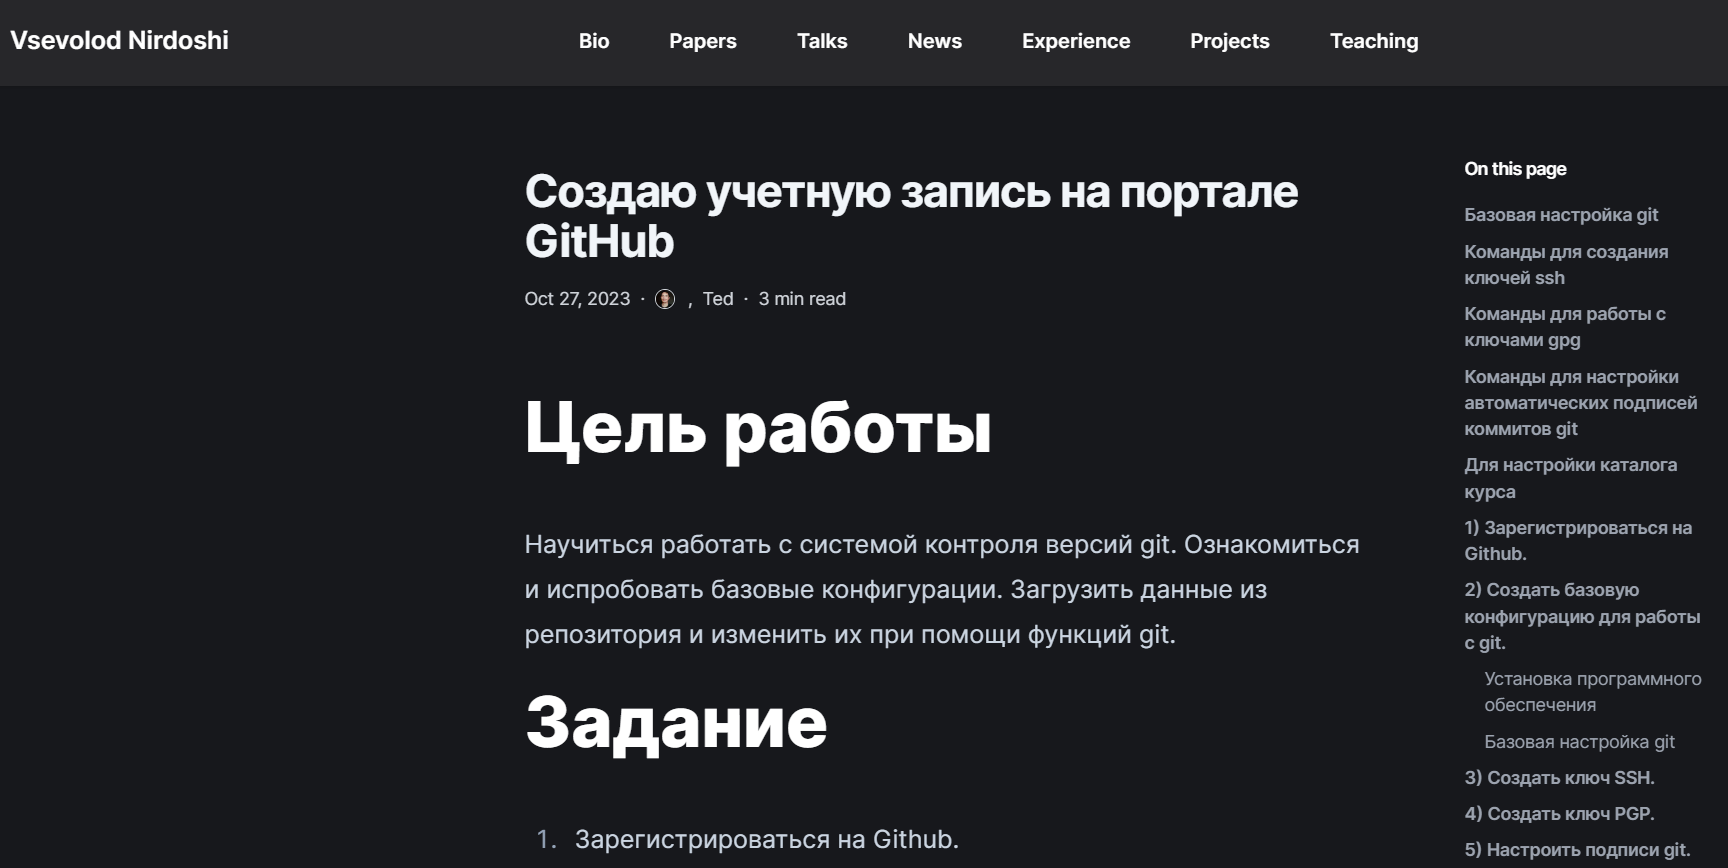 Vsevolod Nirdoshi
Bio
Papers
Talks
News
Experience
Projects
Teaching
Создаю учетную запись на портале
GitHub
Oct 27, 2023 · , Ted · 3 min read
Цель работы
Научиться работать с системой контроля версий git. Ознакомиться
и испробовать базовые конфигурации. Загрузить данные из
репозитория и изменить их при помощи функций git.
Задание
1. Зарегистрироваться на Github.
On this page
Базовая настройка git
Команды для создания
ключей ssh
Команды для работы с
ключами gpg
Команды для настройки
автоматических подписей
коммитов git
Для настройки каталога
курса
1) Зарегистрироваться на
Github.
2) Создать базовую
конфигурацию для работы
с git.
Установка программного
обеспечения
Базовая настройка git
3) Создать ключ SSH.
4) Создать ключ PGP.
5) Настроить подписи git.